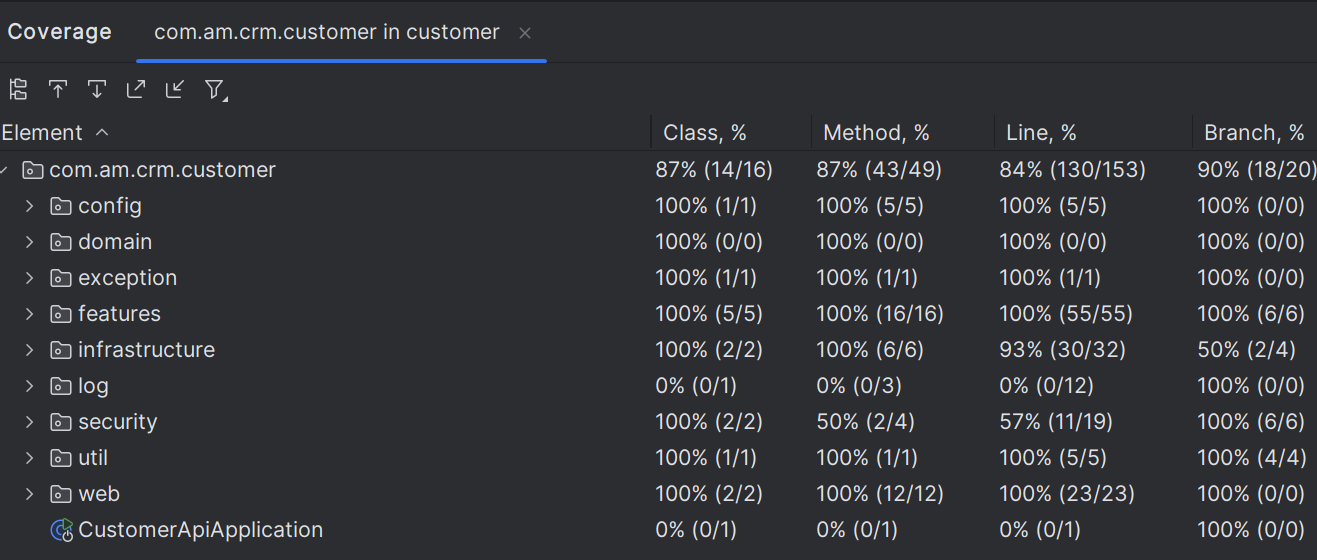 Coverage com.am.crm.customer in customer
Element Class, % Method, % Line, % Branch, %
com.am.crm.customer 87% (14/16) 87% (43/49) 84% (130/153) 90% (18/20)
config 100% (1/1) 100% (5/5) 100% (5/5) 100% (0/0)
domain 100% (0/0) 100% (0/0) 100% (0/0) 100% (0/0)
exception 100% (1/1) 100% (1/1) 100% (1/1) 100% (0/0)
features 100% (5/5) 100% (16/16) 100% (55/55) 100% (6/6)
infrastructure 100% (2/2) 100% (6/6) 93% (30/32) 50% (2/4)
log 0% (0/1) 0% (0/3) 0% (0/12) 100% (0/0)
security 100% (2/2) 50% (2/4) 57% (11/19) 100% (6/6)
util 100% (1/1) 100% (1/1) 100% (5/5) 100% (4/4)
web 100% (2/2) 100% (12/12) 100% (23/23) 100% (0/0)
CustomerApiApplication 0% (0/1) 0% (0/1) 0% (0/1) 100% (0/0)